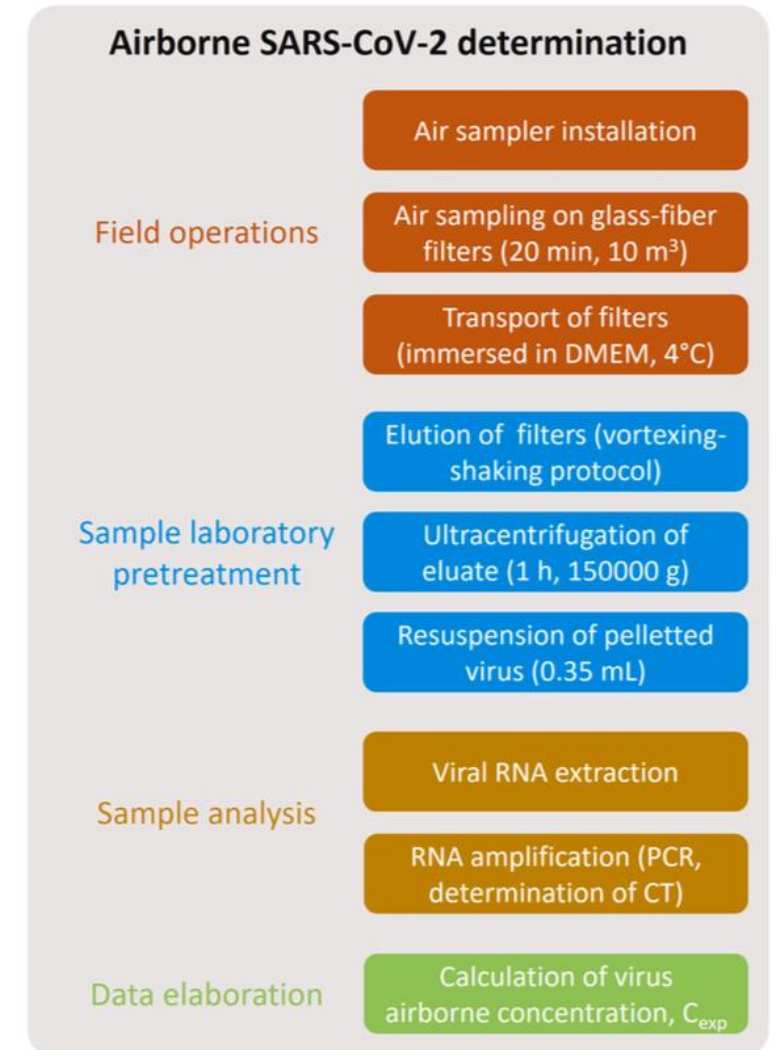 Airborne SARS-CoV-2 determination
Field operations
Air sampler installation
Air sampling on glass-fiber
filters (20 min, 10 m³)
Transport of filters
(immersed in DMEM, 4°C)
Sample laboratory
pretreatment
Elution of  filters (vortexing-
shaking protocol)
Ultracentrifugation of
eluate (1 h, 150000 g)
Resuspension of pelletted
virus (0.35 mL)
Sample analysis
Viral RNA extraction
RNA amplification (PCR,
determination of CT)
Data elaboration
Calculation of virus
airborne concentration, Cexp